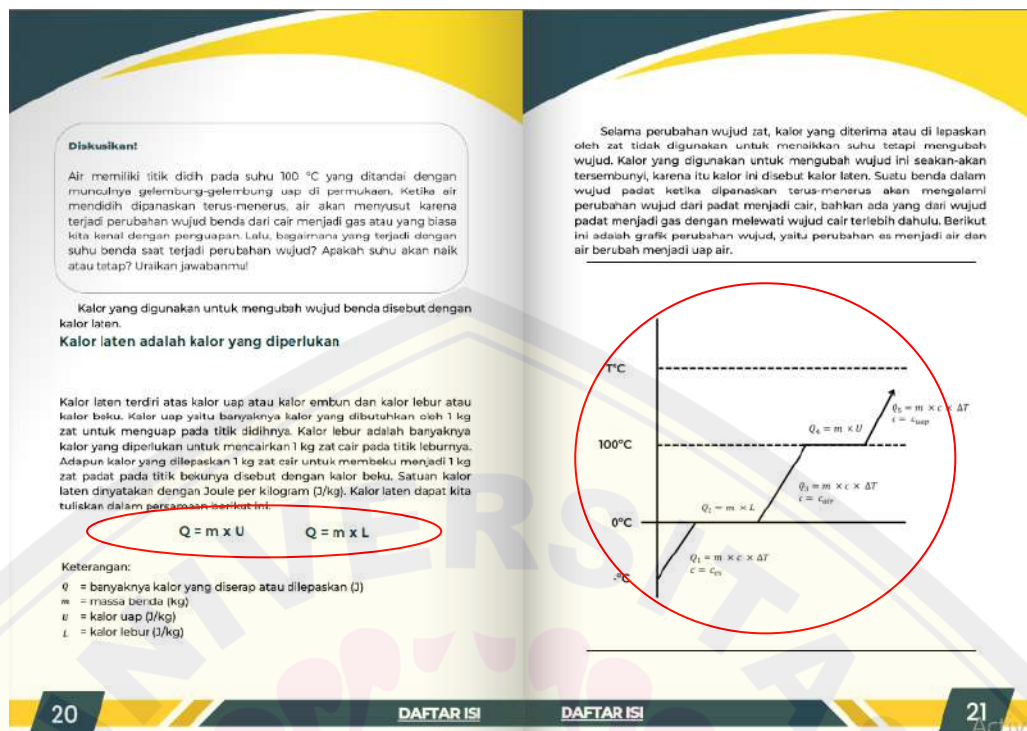 Diskusikan!
Air memiliki titik didih pada suhu 100 °C yang ditandai dengan
munculnya gelembung-gelembung uap di permukaan. Ketika air
mendidih dipanaskan terus-menerus, air akan menyusut karena
terjadi perubahan wujud benda dari cair menjadi gas atau yang biasa
kita kenal dengan penguapan. Lalu, bagaimana yang terjadi dengan
suhu benda saat terjadi perubahan wujud? Apakah suhu akan naik
atau tetap? Uraikan jawabanmu!
Kalor yang digunakan untuk mengubah wujud benda disebut dengan
kalor laten.
Kalor laten adalah kalor yang diperlukan
Kalor laten terdiri atas kalor uap atau kalor embun dan kalor lebur atau
kalor beku. Kalor uap yaitu banyaknya kalor yang dibutuhkan oleh 1 kg
zat untuk menguap pada titik didihnya. Kalor lebur adalah banyaknya
kalor yang diperlukan untuk mencairkan 1 kg zat cair pada titik leburnya.
Adapun kalor yang dilepaskan 1 kg zat cair untuk membeku menjadi 1 kg
zat padat pada titik bekunya disebut dengan kalor beku. Satuan kalor
laten dinyatakan dengan Joule per kilogram (J/kg). Kalor laten dapat kita
tuliskan dalam persamaan berikut ini.
Q = m x U Q = m x L
Keterangan:
Q = banyaknya kalor yang diserap atau dilepaskan (J)
m = massa benda (kg)
U = kalor uap (J/kg)
L = kalor lebur (J/kg)
20
DAFTAR ISI
Selama perubahan wujud zat, kalor yang diterima atau di lepaskan
oleh zat tidak digunakan untuk menaikkan suhu tetapi mengubah
wujud. Kalor yang digunakan untuk mengubah wujud ini seakan-akan
tersembunyi, karena itu kalor ini disebut kalor laten. Suatu benda dalam
wujud padat ketika dipanaskan terus-menerus akan mengalami
perubahan wujud dari padat menjadi cair, bahkan ada yang dari wujud
padat menjadi gas dengan melewati wujud cair terlebih dahulu. Berikut
ini adalah grafik perubahan wujud, yaitu perubahan es menjadi air dan
air berubah menjadi uap air.
T°C
Q₅ = m × c × ΔT
c = c_uap
Q₄ = m × U
100°C
Q₃ = m × c × ΔT
c = c_air
Q₂ = m × L
0°C
Q₁ = m × c × ΔT
c = c_es
-°C
DAFTAR ISI
21
UNIVERSITA